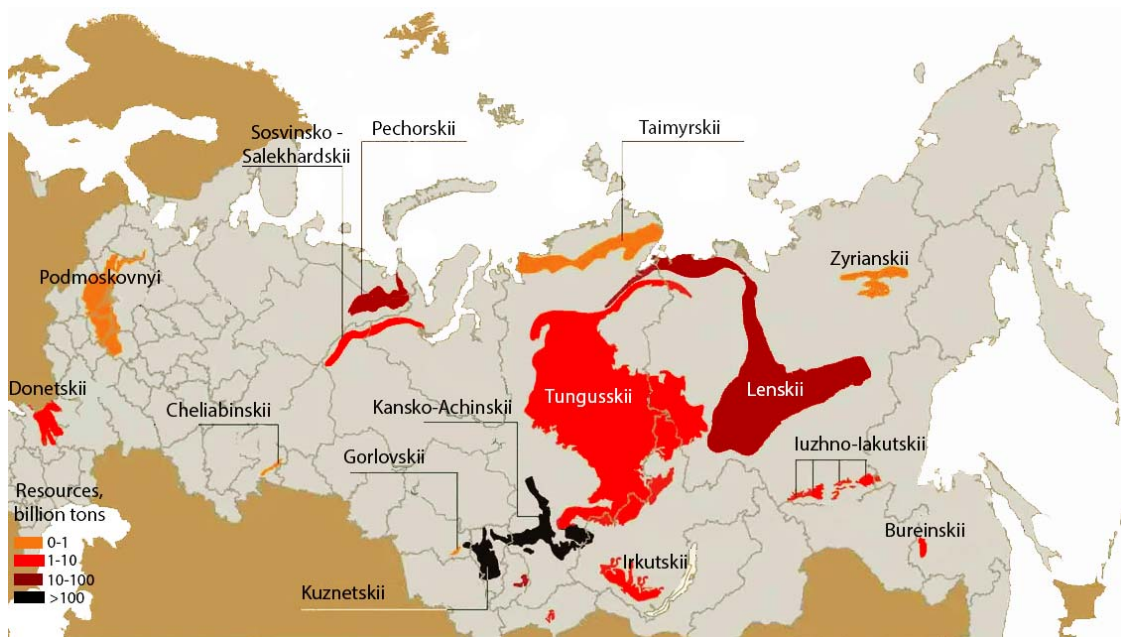 Sosvinsko -
Salekhardskii
Pechorskii
Taimyrskii
Podmoskovnyi
Zyrianskii
Donetskii
Cheliabinskii
Kansko-Achinskii
Tungusskii
Lenskii
Gorlovskii
Iuzhno-Iakutskii
Resources,
billion tons
0-1
1-10
10-100
>100
Kuznetskii
Irkutskii
Bureinskii